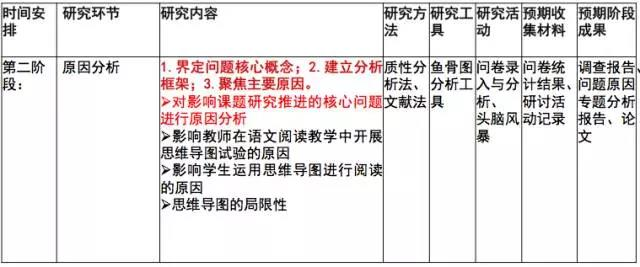 时间安排
研究环节
研究内容
研究方法
研究工具
研究活动
预期收集材料
预期阶段成果
第二阶段：
原因分析
1.界定问题核心概念；2.建立分析
框架；3.聚焦主要原因。
➤对影响课题研究推进的核心问题
进行原因分析
➤影响教师在语文阅读教学中开展
思维导图试验的原因
➤影响学生运用思维导图进行阅读
的原因
➤思维导图的局限性
质性分
析法、
文献法
鱼骨图
分析工
具
问卷录
入与分
析、
头脑风
暴
问卷统
计结果、
研讨活
动记录
调查报告、
问题原因
专题分析
报告、论
文